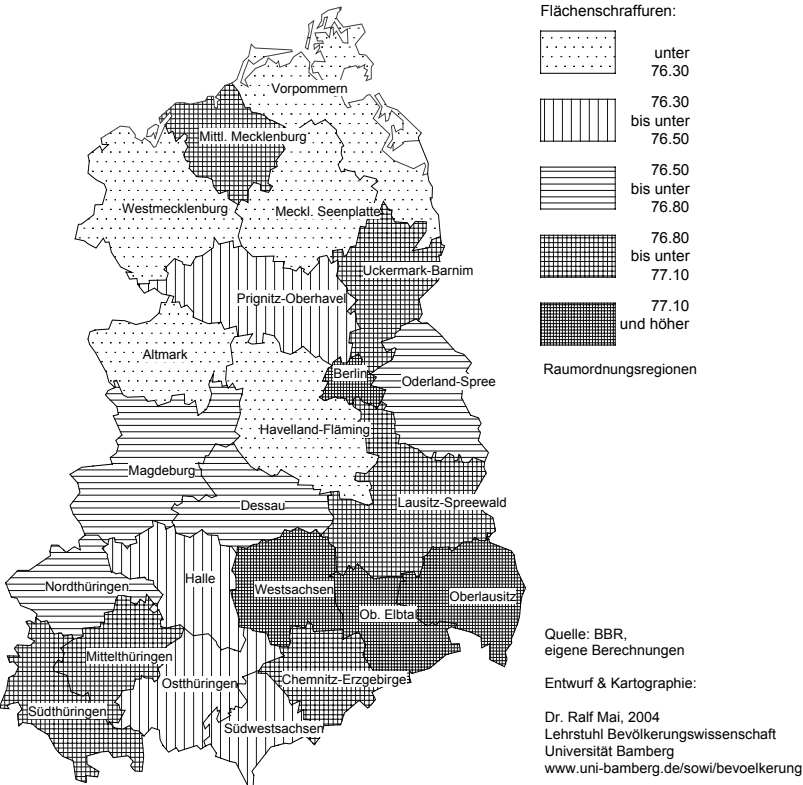 Flächenschraffuren:
unter
76.30
76.30
bis unter
76.50
76.50
bis unter
76.80
76.80
bis unter
77.10
77.10
und höher
Raumordnungsregionen
Vorpommern
Mittl. Mecklenburg
Westmecklenburg
Meckl. Seenplatte
Uckermark-Barnim
Prignitz-Oberhavel
Altmark
Berlin
Oderland-Spree
Havelland-Fläming
Magdeburg
Dessau
Lausitz-Spreewald
Nordthüringen
Halle
Westsachsen
Oberlausitz
Ob. Elbtal
Mittelthüringen
Ostthüringen
Chemnitz-Erzgebirge
Südthüringen
Südwestsachsen
Quelle: BBR,
eigene Berechnungen
Entwurf & Kartographie:
Dr. Ralf Mai, 2004
Lehrstuhl Bevölkerungswissenschaft
Universität Bamberg
www.uni-bamberg.de/sowi/bevoelkerung